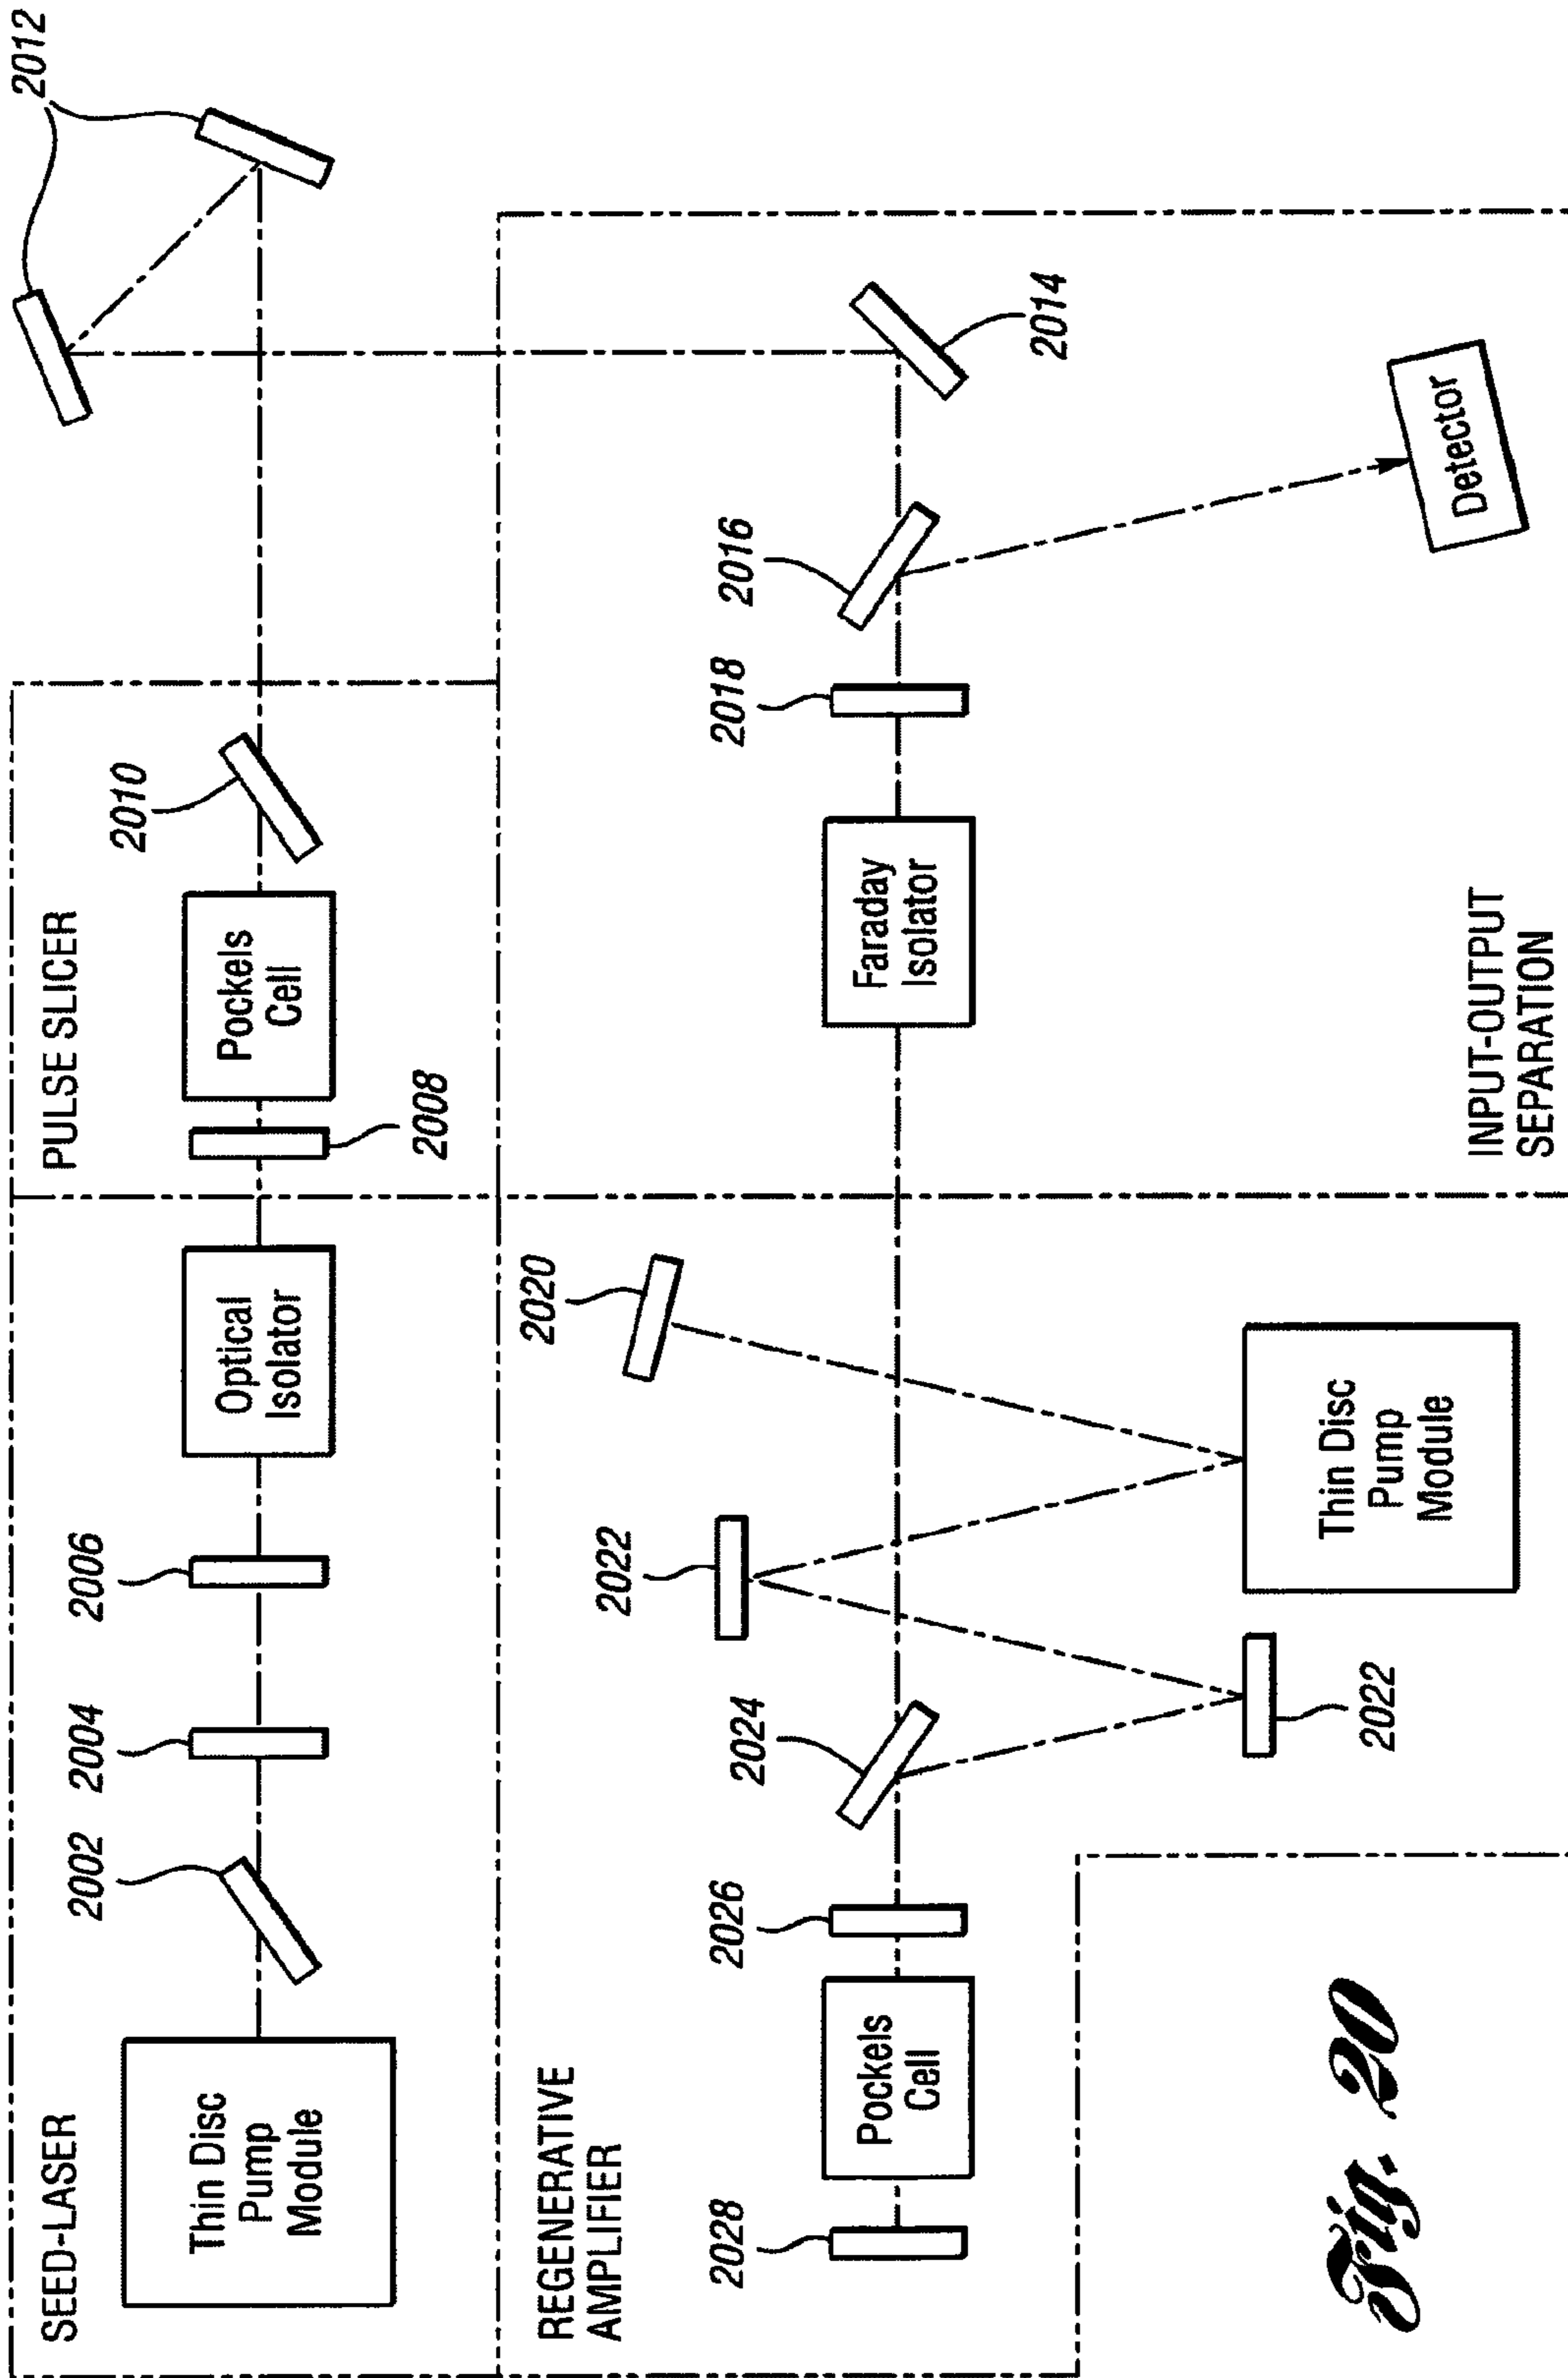 SEED-LASER
Thin Disc
Pump
Module
2002
2004
2006
Optical
Isolator
PULSE SLICER
2008
Pockels
Cell
2010
2012
REGENERATIVE
AMPLIFIER
2028
Pockels
Cell
2026
2024
2022
2022
2020
Thin Disc
Pump
Module
Faraday
Isolator
2018
2016
2014
Detector
INPUT-OUTPUT
SEPARATION
Fig. 20